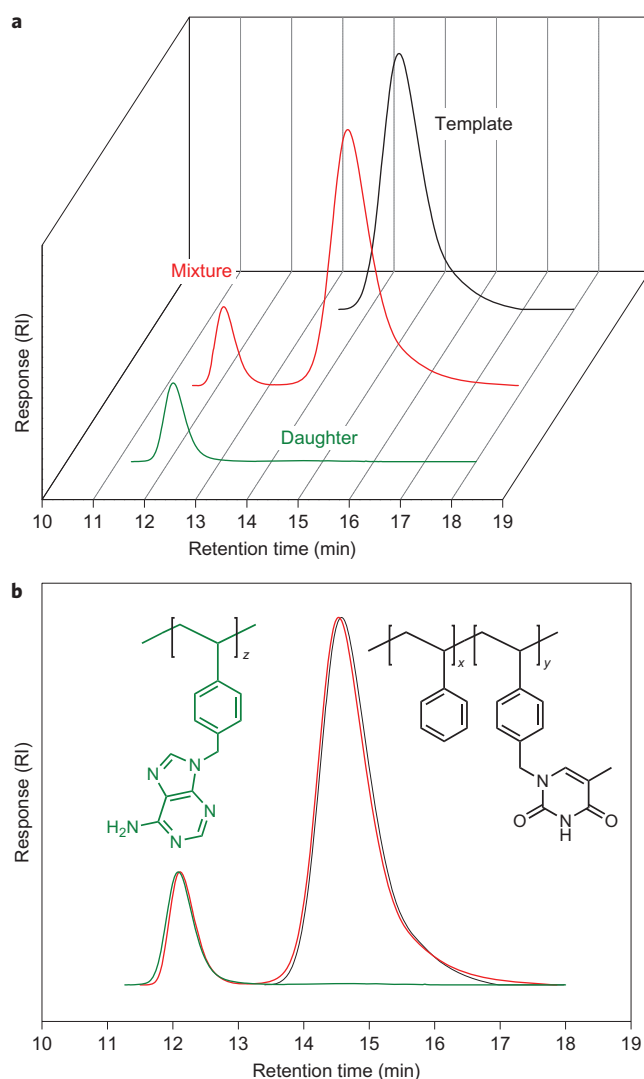 a
Template
Mixture
Daughter
Response (RI)
10 11 12 13 14 15 16 17 18 19
Retention time (min)
b
z
x
y
N
N
N
N
H₂N
N
O
N
H
O
Response (RI)
10 11 12 13 14 15 16 17 18 19
Retention time (min)